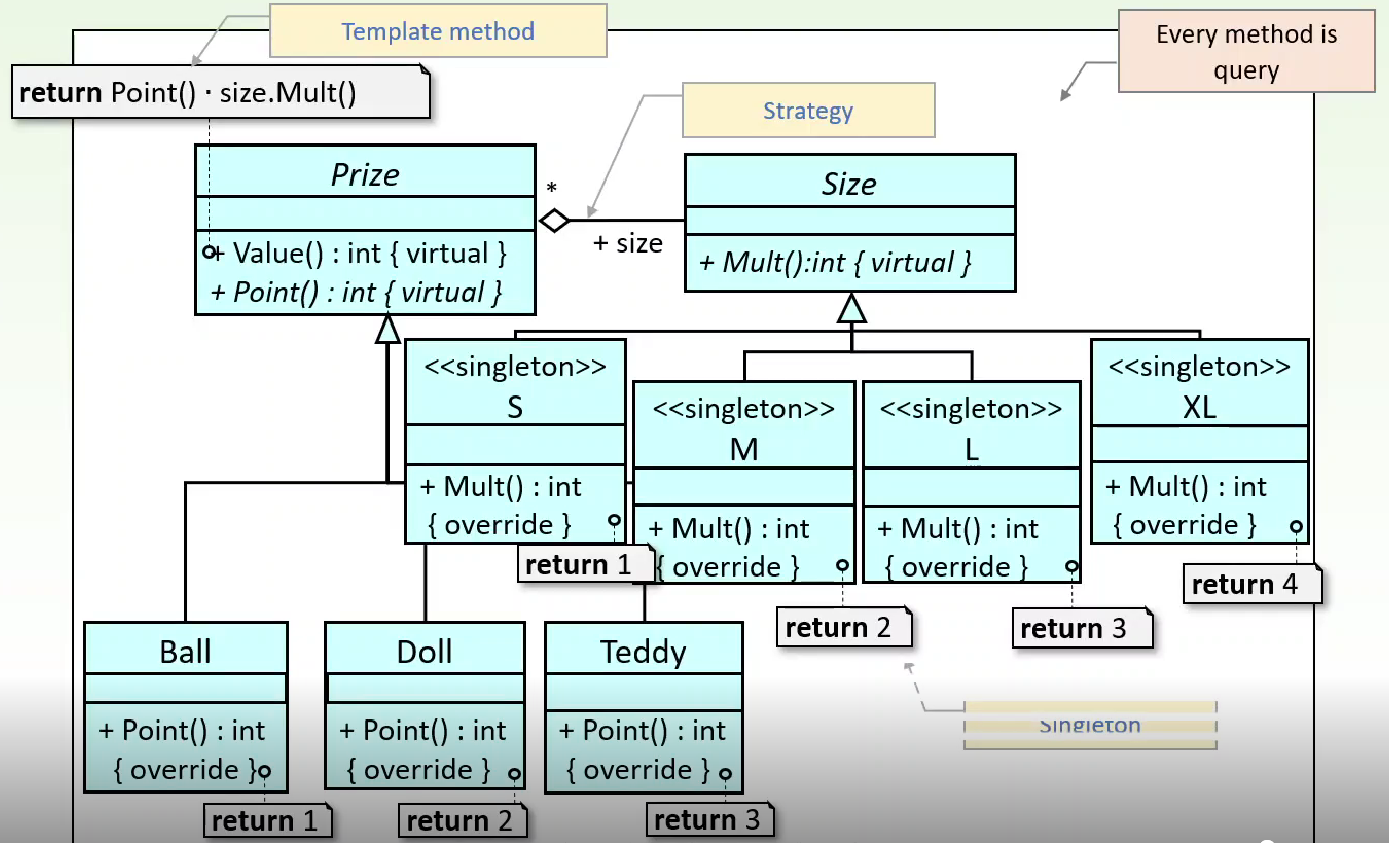 Template method
Every method is
query
return Point() · size.Mult()
Strategy
Prize
*
Size
+ size
+ Value() : int { virtual }
+ Point() : int { virtual }
+ Mult():int { virtual }
<<singleton>>
S
+ Mult() : int
{ override }
return 1
<<singleton>>
M
+ Mult() : int
{ override }
return 2
<<singleton>>
L
+ Mult() : int
{ override }
return 3
<<singleton>>
XL
+ Mult() : int
{ override }
return 4
Singleton
Ball
+ Point() : int
{ override }
return 1
Doll
+ Point() : int
{ override }
return 2
Teddy
+ Point() : int
{ override }
return 3